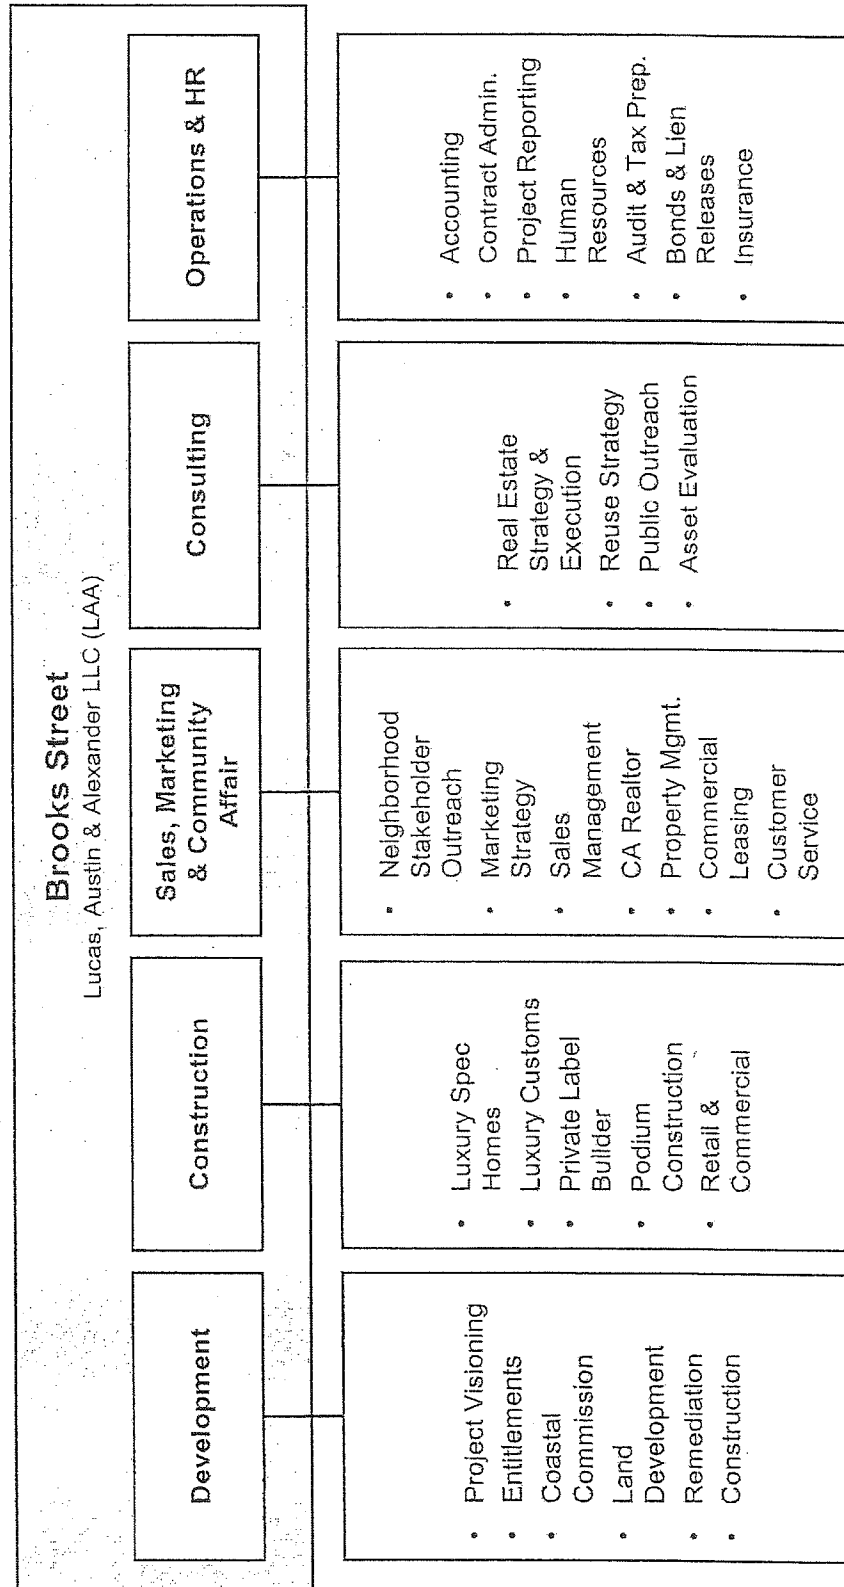 Brooks Street
Lucas, Austin & Alexander LLC (LAA)
Development
Construction
Sales, Marketing
& Community
Affair
Consulting
Operations & HR
• Project Visioning
• Entitlements
• Coastal
Commission
• Land
Development
• Remediation
• Construction
• Luxury Spec
Homes
• Luxury Customs
• Private Label
Builder
• Podium
Construction
• Retail &
Commercial
• Neighborhood
Stakeholder
Outreach
• Marketing
Strategy
• Sales
Management
• CA Realtor
• Property Mgmt.
• Commercial
Leasing
• Customer
Service
• Real Estate
Strategy &
Execution
• Reuse Strategy
• Public Outreach
• Asset Evaluation
• Accounting
• Contract Admin.
• Project Reporting
• Human
Resources
• Audit & Tax Prep.
• Bonds & Lien
Releases
• Insurance